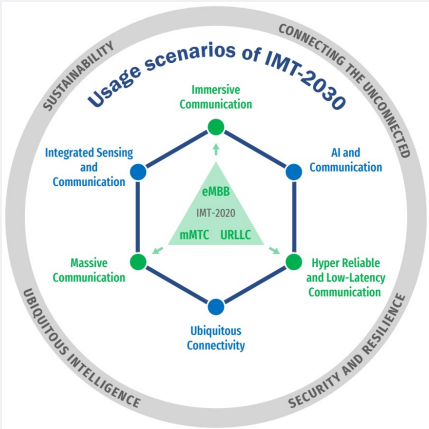 SUSTAINABILITY
CONNECTING THE UNCONNECTED
Usage scenarios of IMT-2030
Immersive
Communication
Integrated Sensing
and
Communication
AI and
Communication
eMBB
IMT-2020
mMTC URLLC
Massive
Communication
Hyper Reliable
and Low-Latency
Communication
Ubiquitous
Connectivity
UBIQUITOUS INTELLIGENCE
SECURITY AND RESILIENCE